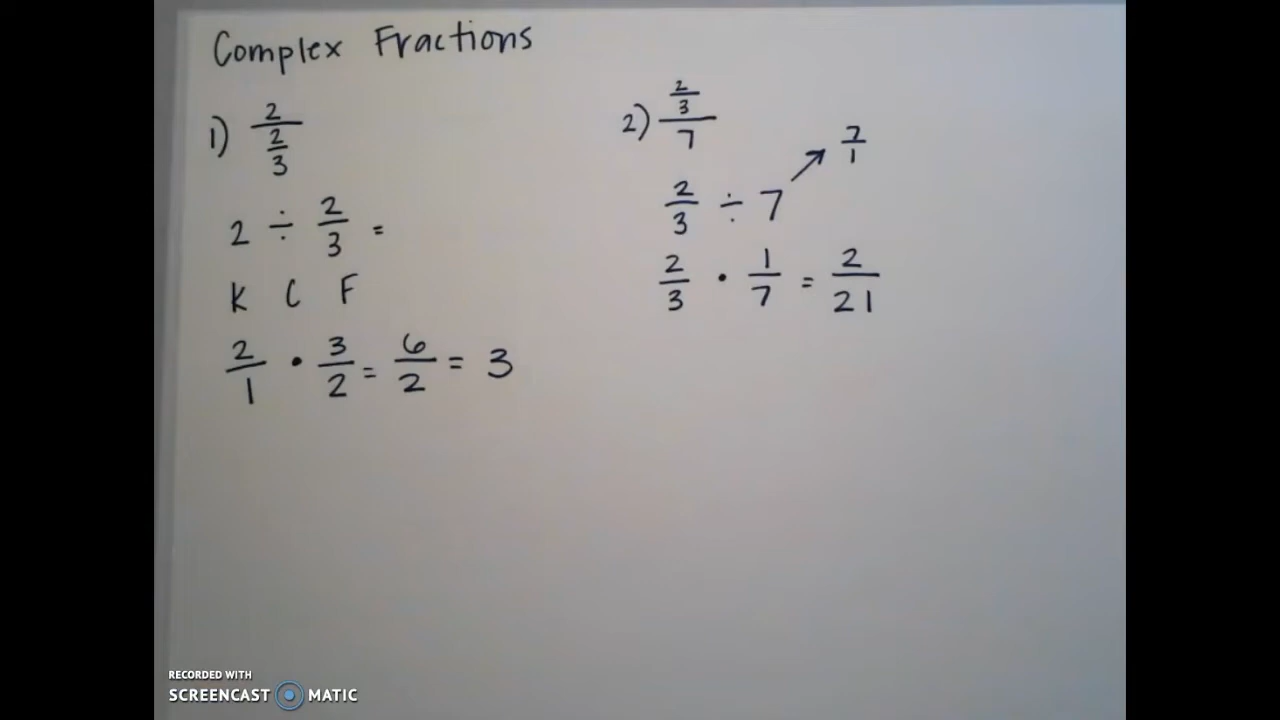 Complex Fractions
1) 2 / (2/3)
2 ÷ 2/3 =
K C F
2/1 • 3/2 = 6/2 = 3
2) (2/3) / 7
2/3 ÷ 7 ↗ 7/1
2/3 • 1/7 = 2/21
RECORDED WITH
SCREENCAST MATIC